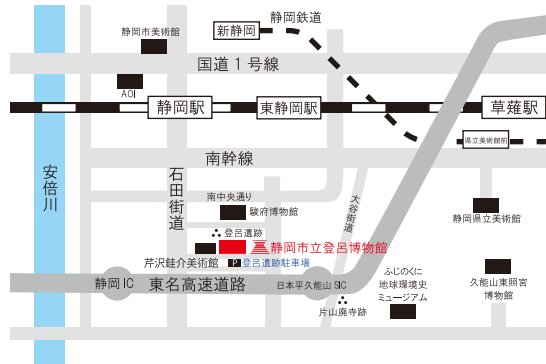 静岡鉄道
新静岡
静岡市美術館
国道1号線
AOI
静岡駅
東静岡駅
草薙駅
県立美術館前
南幹線
安倍川
石田街道
大谷街道
南中央通り
駿府博物館
静岡県立美術館
登呂遺跡
静岡市立登呂博物館
芹沢銈介美術館
P
登呂遺跡駐車場
静岡IC
東名高速道路
日本平久能山SIC
片山廃寺跡
ふじのくに
地球環境史
ミュージアム
久能山東照宮
博物館